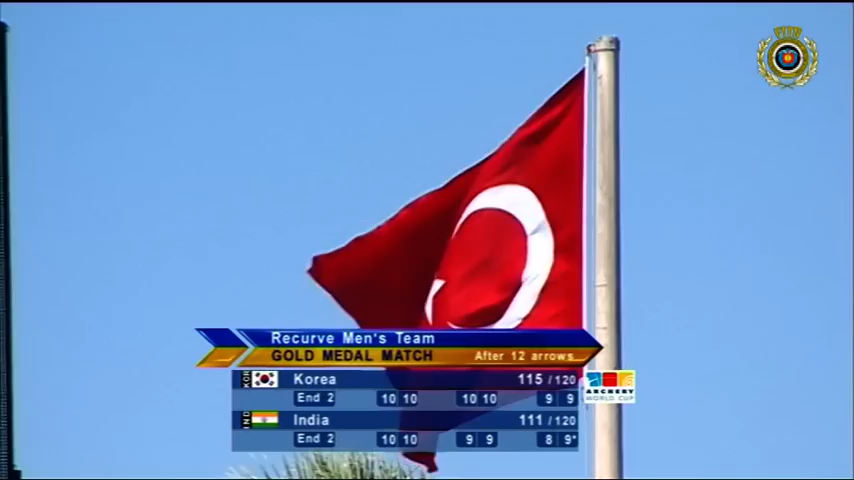 Recurve Men's Team
GOLD MEDAL MATCH After 12 arrows
KOR Korea 115/120
End 2 10 10 10 10 9 9
IND India 111/120
End 2 10 10 9 9 8 9*
ARCHERY
WORLD CUP